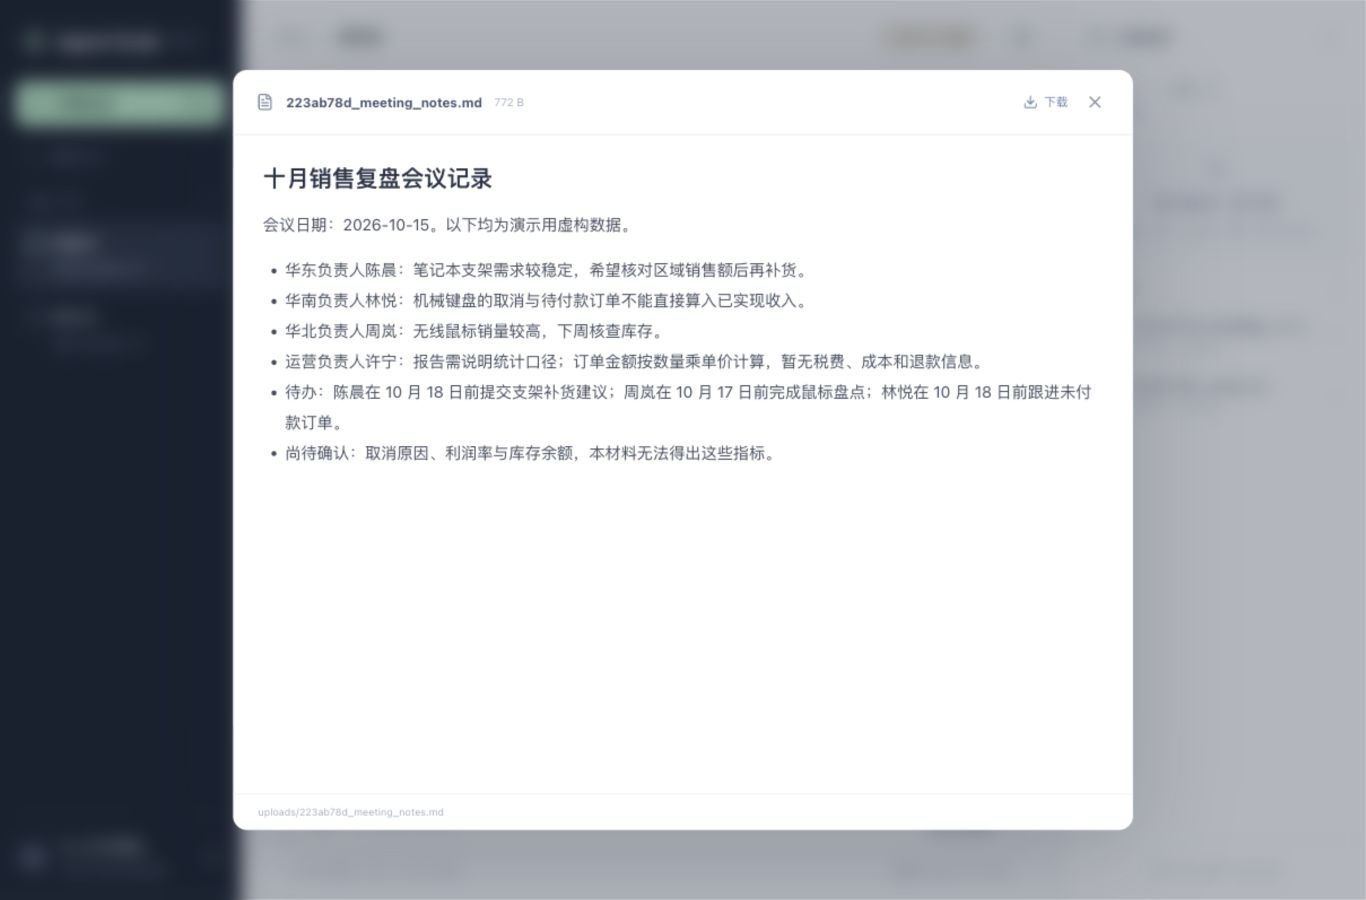 223ab78d_meeting_notes.md 772 B 下载
十月销售复盘会议记录
会议日期：2026-10-15。以下均为演示用虚构数据。
• 华东负责人陈晨：笔记本支架需求较稳定，希望核对区域销售额后再补货。
• 华南负责人林悦：机械键盘的取消与待付款订单不能直接算入已实现收入。
• 华北负责人周岚：无线鼠标销量较高，下周核查库存。
• 运营负责人许宁：报告需说明统计口径；订单金额按数量乘单价计算，暂无税费、成本和退款信息。
• 待办：陈晨在 10 月 18 日前提交支架补货建议；周岚在 10 月 17 日前完成鼠标盘点；林悦在 10 月 18 日前跟进未付
款订单。
• 尚待确认：取消原因、利润率与库存余额，本材料无法得出这些指标。
uploads/223ab78d_meeting_notes.md